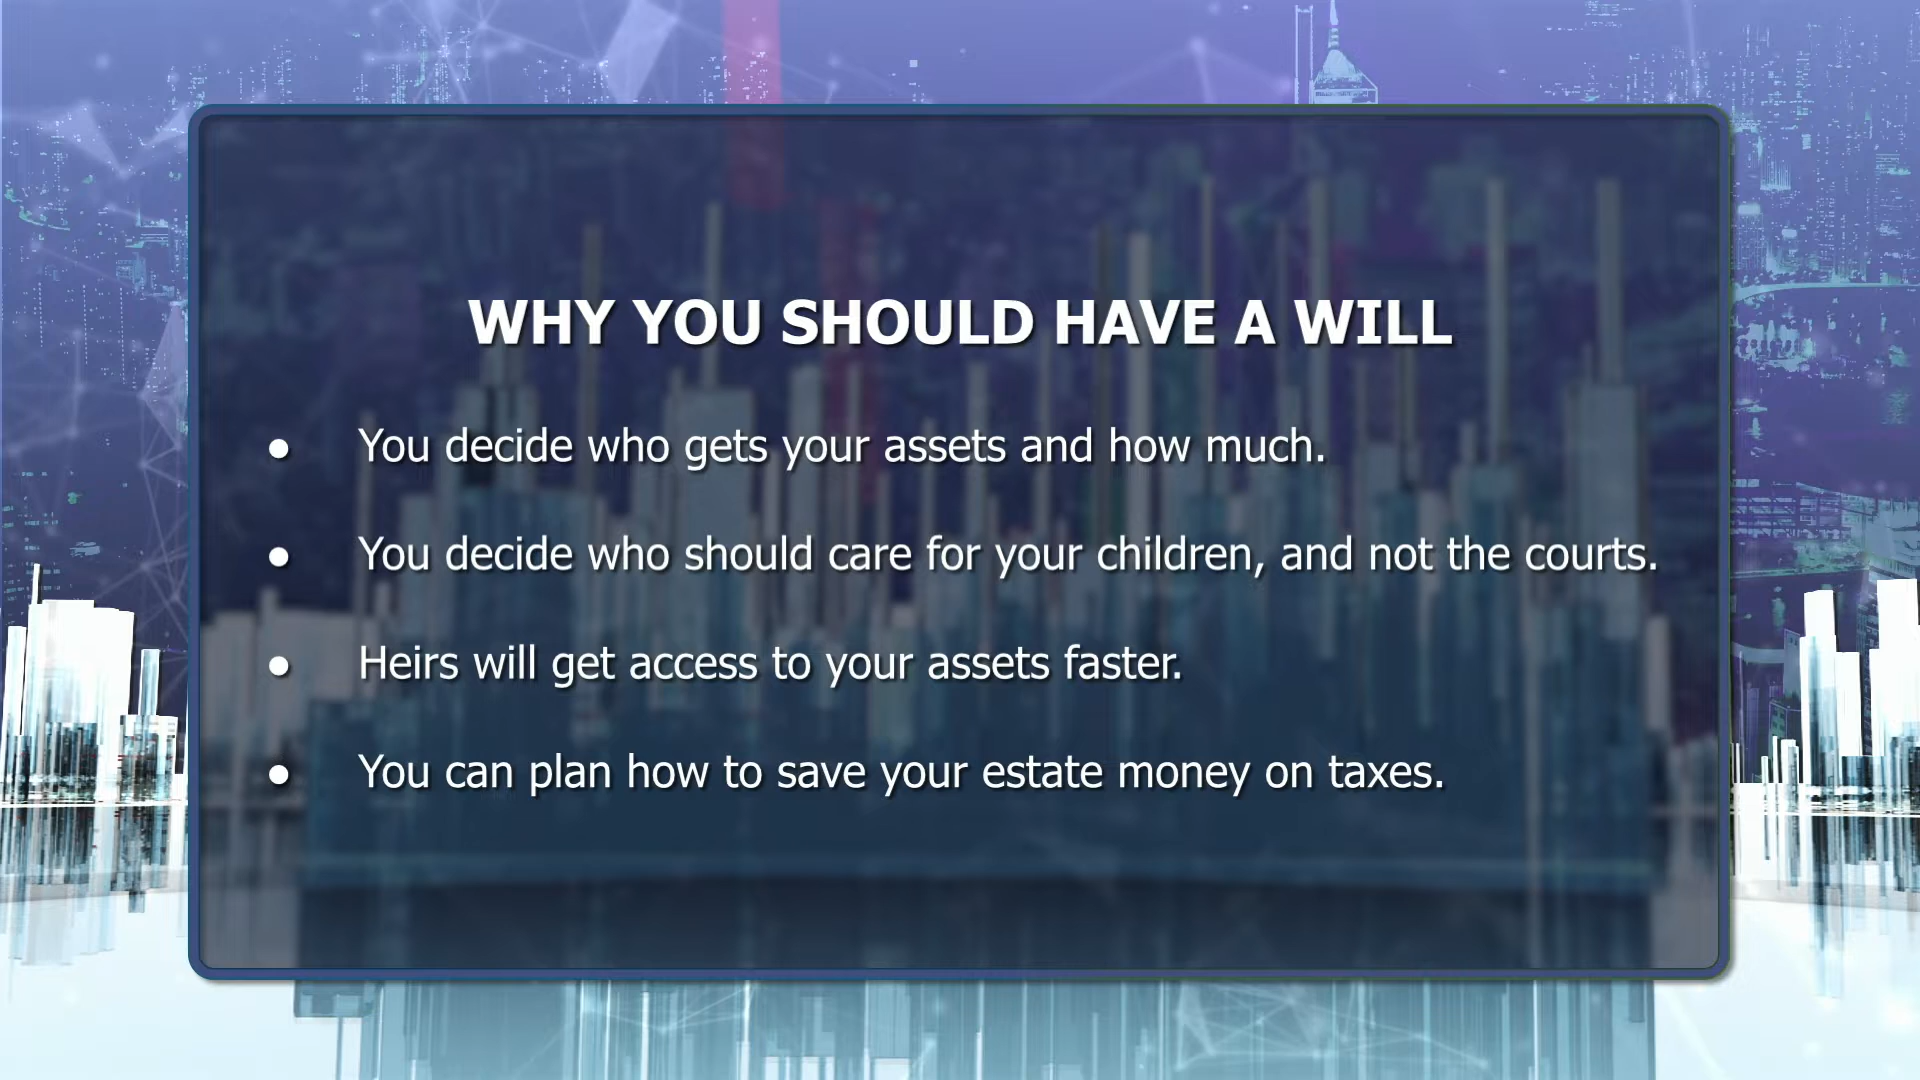 WHY YOU SHOULD HAVE A WILL
● You decide who gets your assets and how much.
● You decide who should care for your children, and not the courts.
● Heirs will get access to your assets faster.
● You can plan how to save your estate money on taxes.